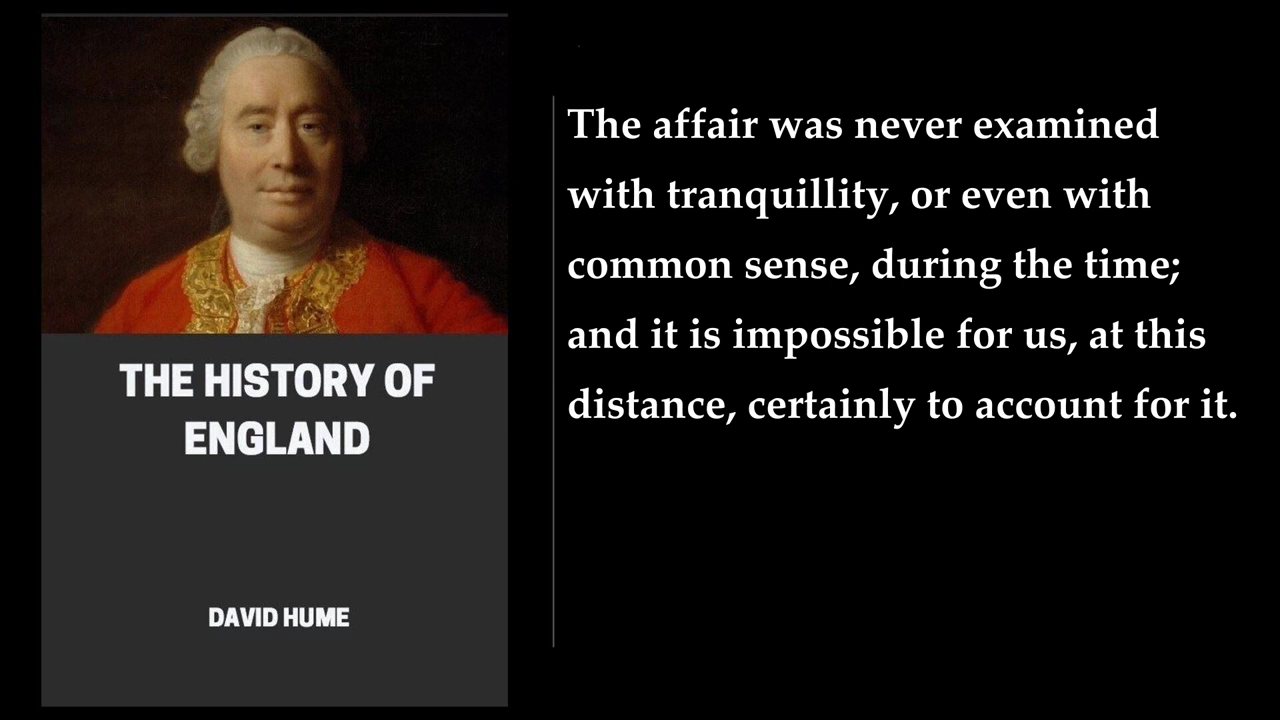 THE HISTORY OF
ENGLAND
DAVID HUME
The affair was never examined
with tranquillity, or even with
common sense, during the time;
and it is impossible for us, at this
distance, certainly to account for it.